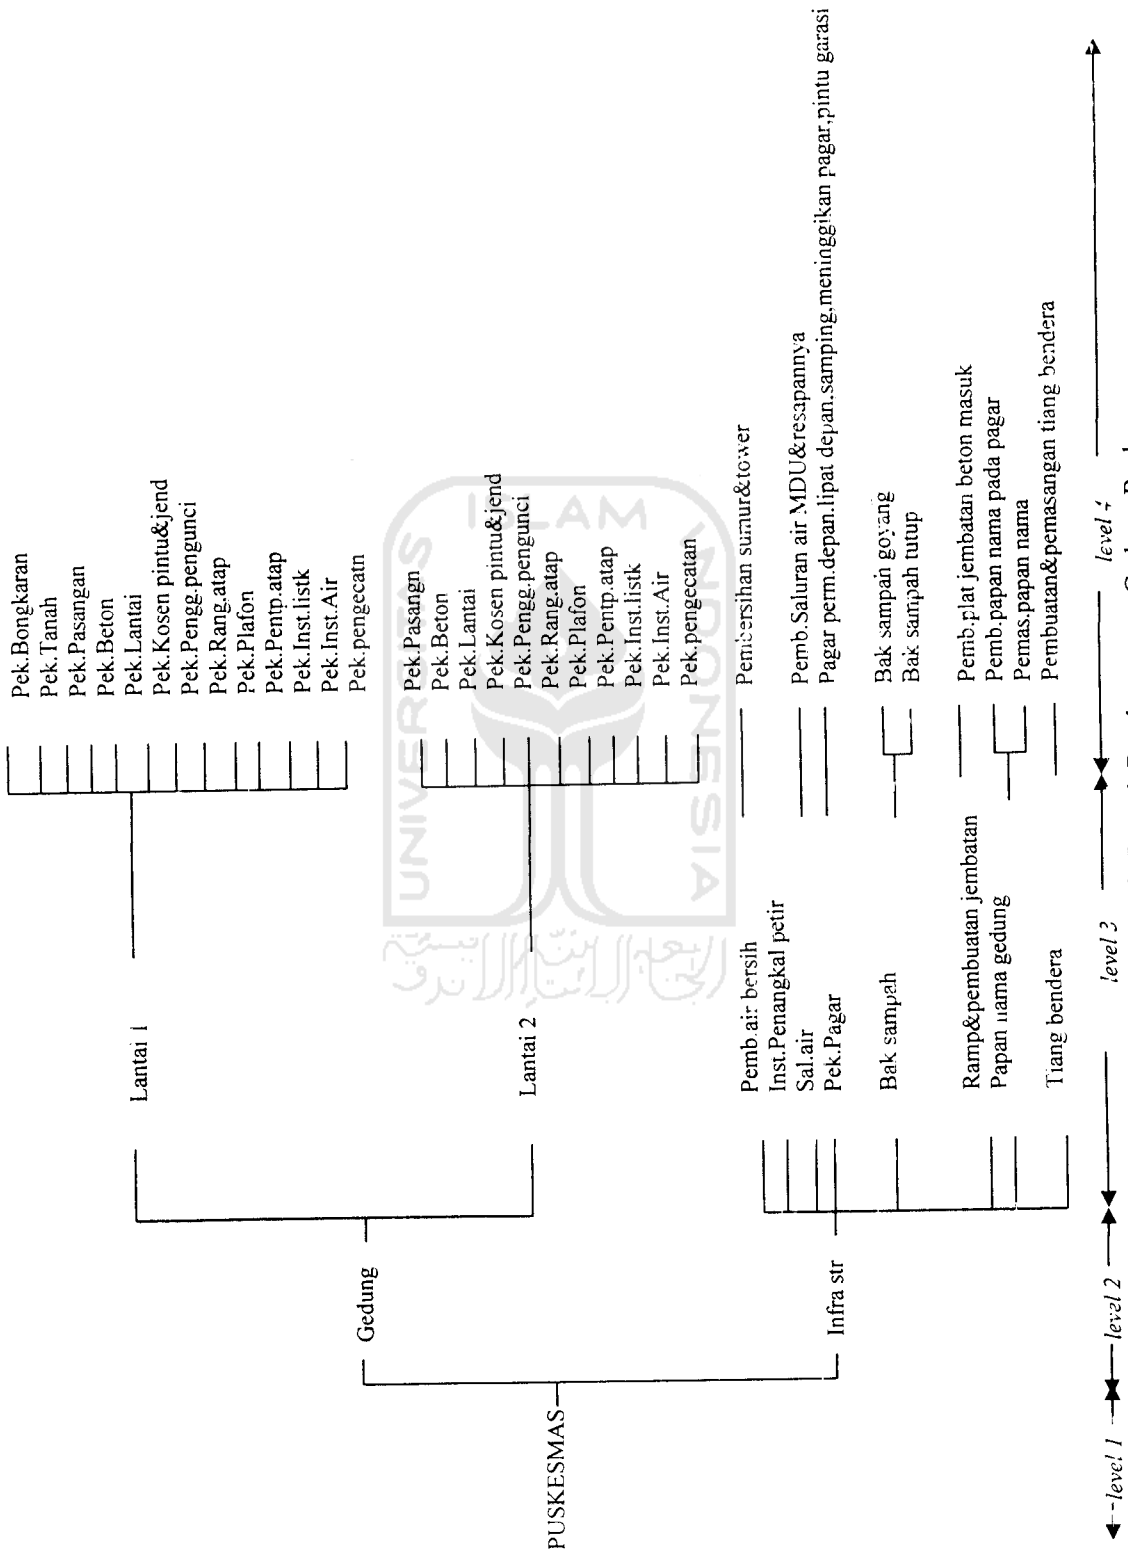 PUSKESMAS
Gedung
Infra str
Lantai 1
Lantai 2
Pemb.air bersih
Inst.Penangkal petir
Sal.air
Pek.Pagar
Bak sampah
Ramp&pembuatan jembatan
Papan nama gedung
Tiang bendera
Pek.Bongkaran
Pek.Tanah
Pek.Pasangan
Pek.Beton
Pek.Lantai
Pek.Kosen pintu&jend
Pek.Pengg.pengunci
Pek.Rang.atap
Pek.Plafon
Pek.Pentp.atap
Pek.Inst.listk
Pek.Inst.Air
Pek.pengecatn
Pek.Pasangn
Pek.Beton
Pek.Lantai
Pek.Kosen pintu&jend
Pek.Pengg.pengunci
Pek.Rang.atap
Pek.Plafon
Pek.Pentp.atap
Pek.Inst.listk
Pek.Inst.Air
Pek.pengecatan
Pembersihan sumur&tower
Pemb.Saluran air MDU&resapannya
Pagar perm.depan.lipat depan.samping,meninggikan pagar,pintu garasi
Bak sampah goyang
Bak sampah tutup
Pemb.plat jembatan beton masuk
Pemb.papan nama pada pagar
Pemas.papan nama
Pembuatan&pemasangan tiang bendera
level 1
level 2
level 3
level 4
UNIVERSITAS
ISLAM
INDONESIA